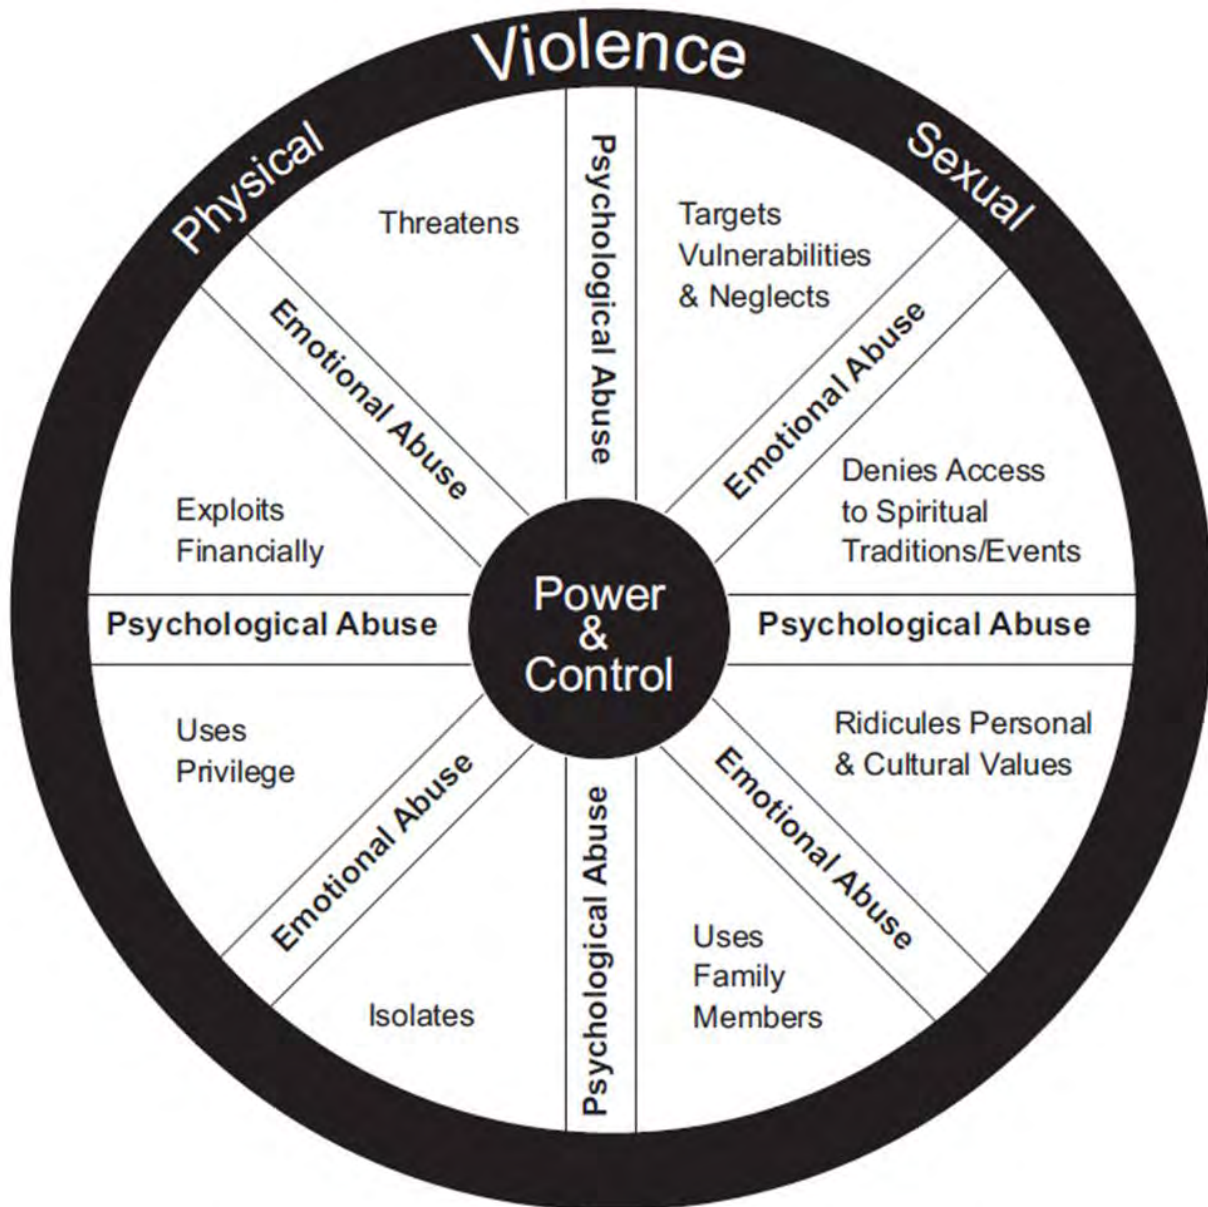 Violence
Physical
Sexual
Psychological Abuse
Threatens
Targets
Vulnerabilities
& Neglects
Emotional Abuse
Emotional Abuse
Exploits
Financially
Denies Access
to Spiritual
Traditions/Events
Psychological Abuse
Power
&
Control
Psychological Abuse
Uses
Privilege
Ridicules Personal
& Cultural Values
Emotional Abuse
Emotional Abuse
Isolates
Psychological Abuse
Uses
Family
Members